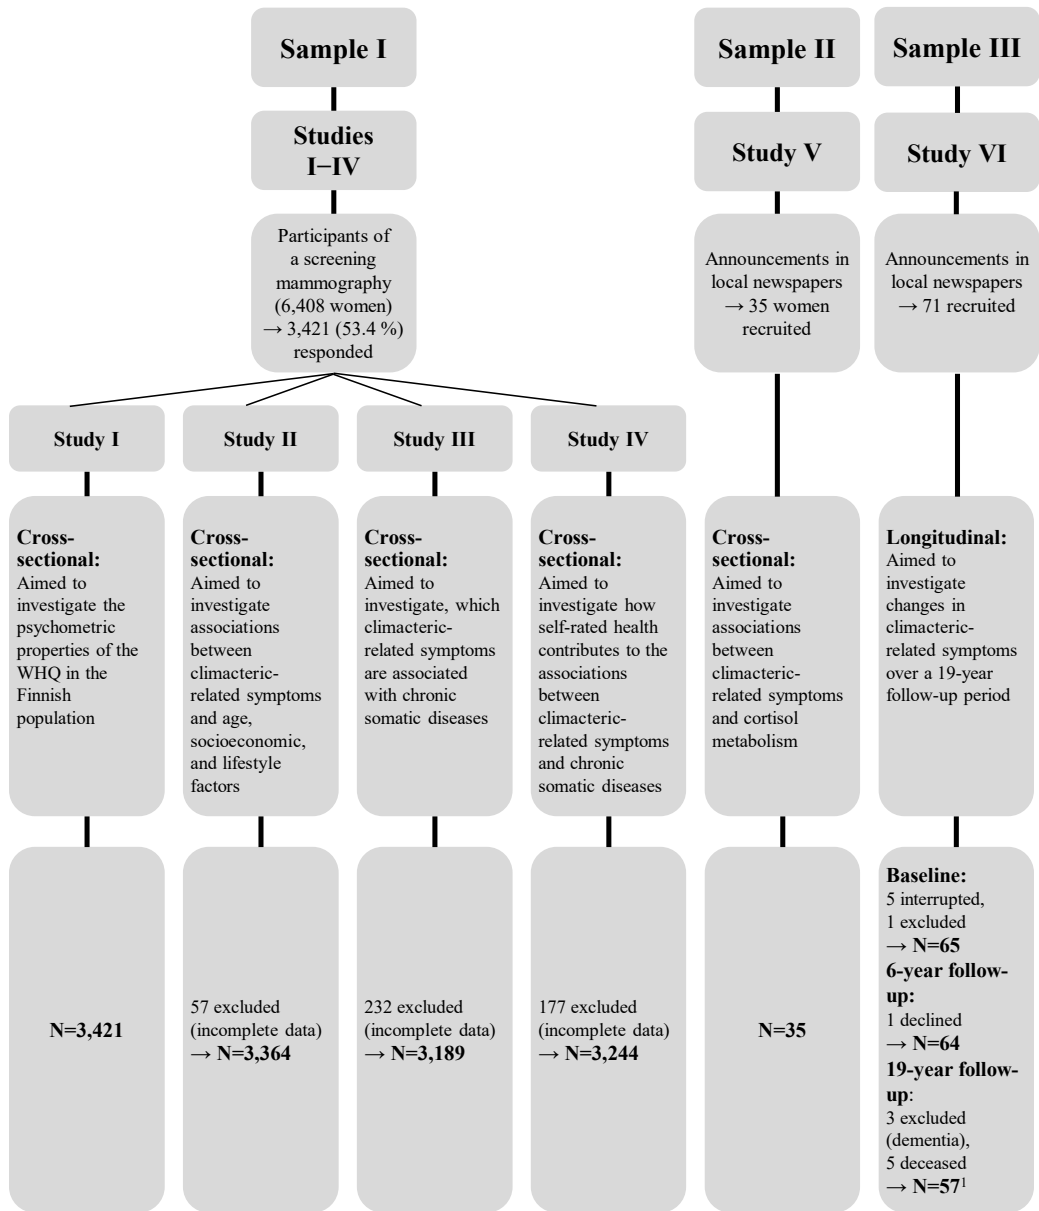 Sample I
Sample II
Sample III
Studies
I–IV
Study V
Study VI
Participants of
a screening
mammography
(6,408 women)
→ 3,421 (53.4 %)
responded
Announcements in
local newspapers
→ 35 women
recruited
Announcements in
local newspapers
→ 71 recruited
Study I
Study II
Study III
Study IV
Cross-
sectional:
Aimed to
investigate the
psychometric
properties of the
WHQ in the
Finnish
population
Cross-
sectional:
Aimed to
investigate
associations
between
climacteric-
related symptoms
and age,
socioeconomic,
and lifestyle
factors
Cross-
sectional:
Aimed to
investigate, which
climacteric-
related symptoms
are associated
with chronic
somatic diseases
Cross-
sectional:
Aimed to
investigate how
self-rated health
contributes to the
associations
between
climacteric-
related symptoms
and chronic
somatic diseases
Cross-
sectional:
Aimed to
investigate
associations
between
climacteric-
related symptoms
and cortisol
metabolism
Longitudinal:
Aimed to
investigate
changes in
climacteric-
related symptoms
over a 19-year
follow-up period
N=3,421
57 excluded
(incomplete data)
→ N=3,364
232 excluded
(incomplete data)
→ N=3,189
177 excluded
(incomplete data)
→ N=3,244
N=35
Baseline:
5 interrupted,
1 excluded
→ N=65
6-year follow-
up:
1 declined
→ N=64
19-year follow-
up:
3 excluded
(dementia),
5 deceased
→ N=57¹